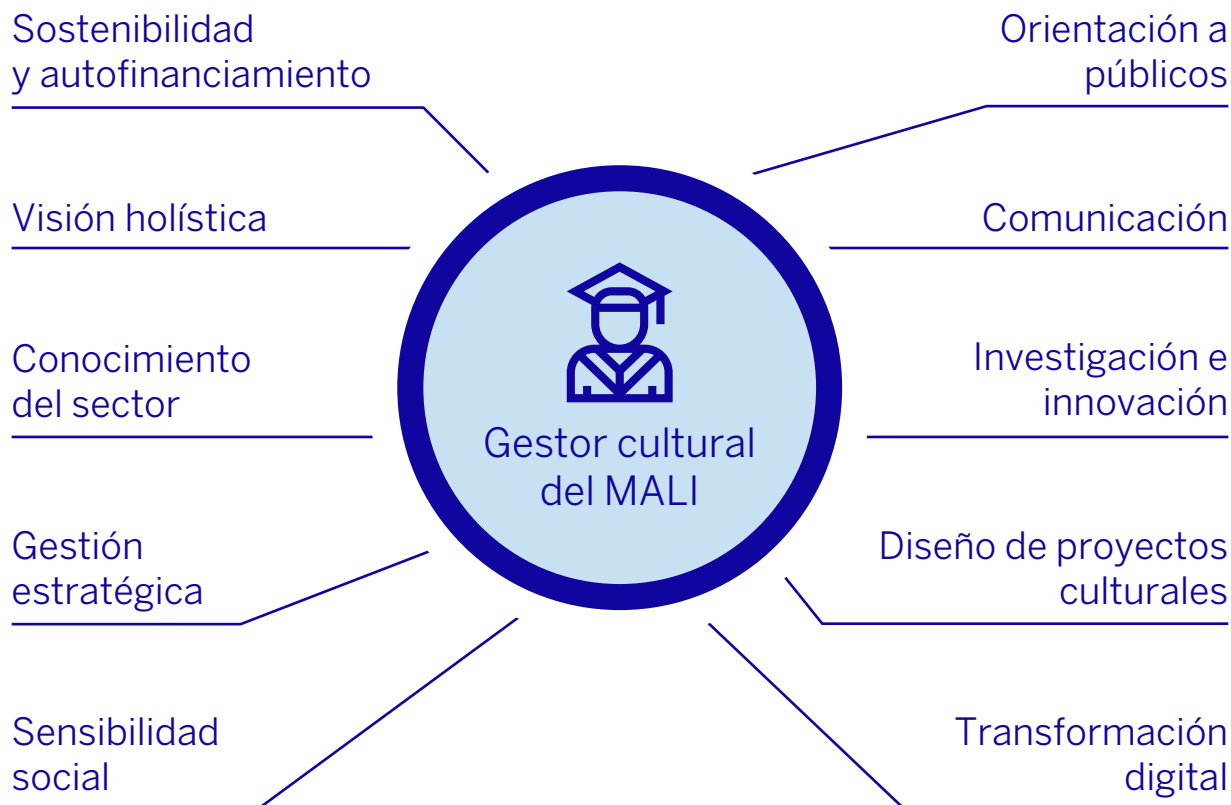 Sostenibilidad
y autofinanciamiento
Visión holística
Conocimiento
del sector
Gestión
estratégica
Sensibilidad
social
Gestor cultural
del MALI
Orientación a
públicos
Comunicación
Investigación e
innovación
Diseño de proyectos
culturales
Transformación
digital